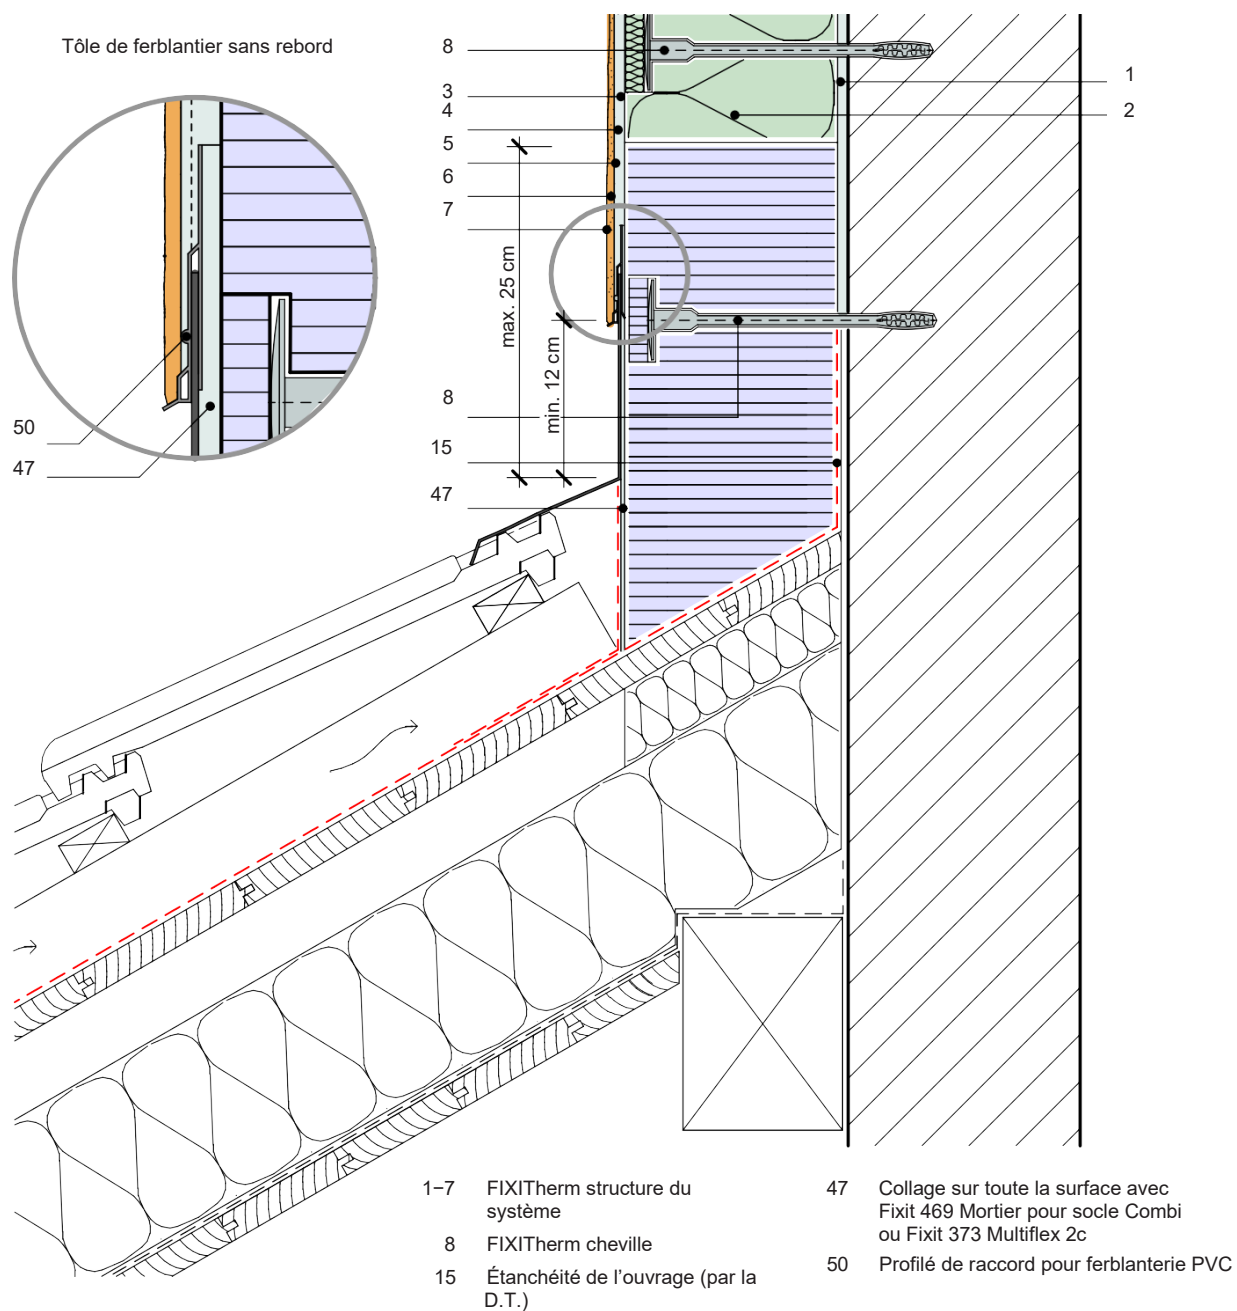 Tôle de ferblantier sans rebord
8
3
4
5
6
7
1
2
max. 25 cm
min. 12 cm
8
15
47
50
47
1–7 FIXITherm structure du
système
8 FIXITherm cheville
15 Étanchéité de l’ouvrage (par la
D.T.)
47 Collage sur toute la surface avec
Fixit 469 Mortier pour socle Combi
ou Fixit 373 Multiflex 2c
50 Profilé de raccord pour ferblanterie PVC